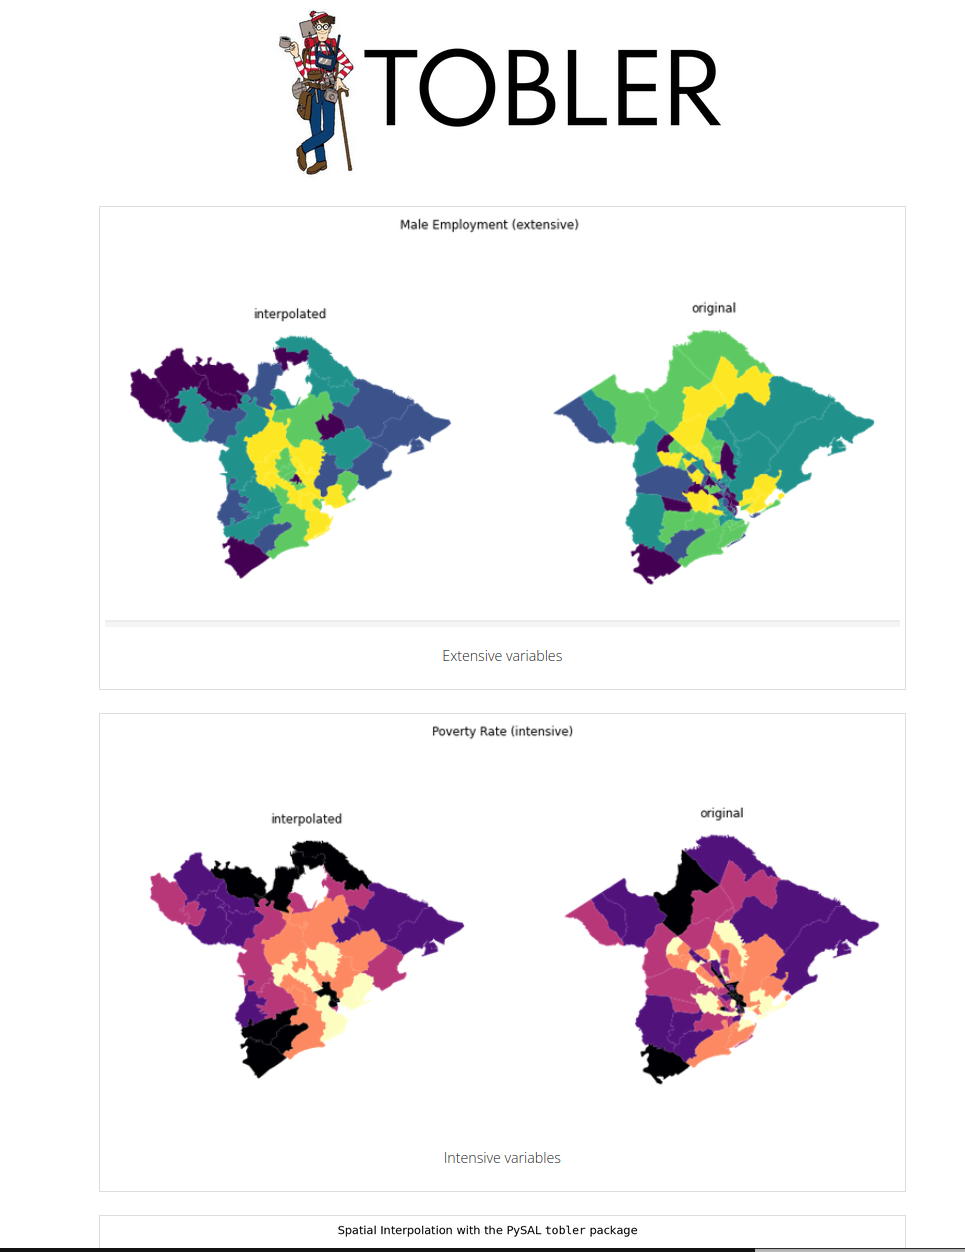 TOBLER
Male Employment (extensive)
interpolated
original
Extensive variables
Poverty Rate (intensive)
interpolated
original
Intensive variables
Spatial Interpolation with the PySAL tobler package